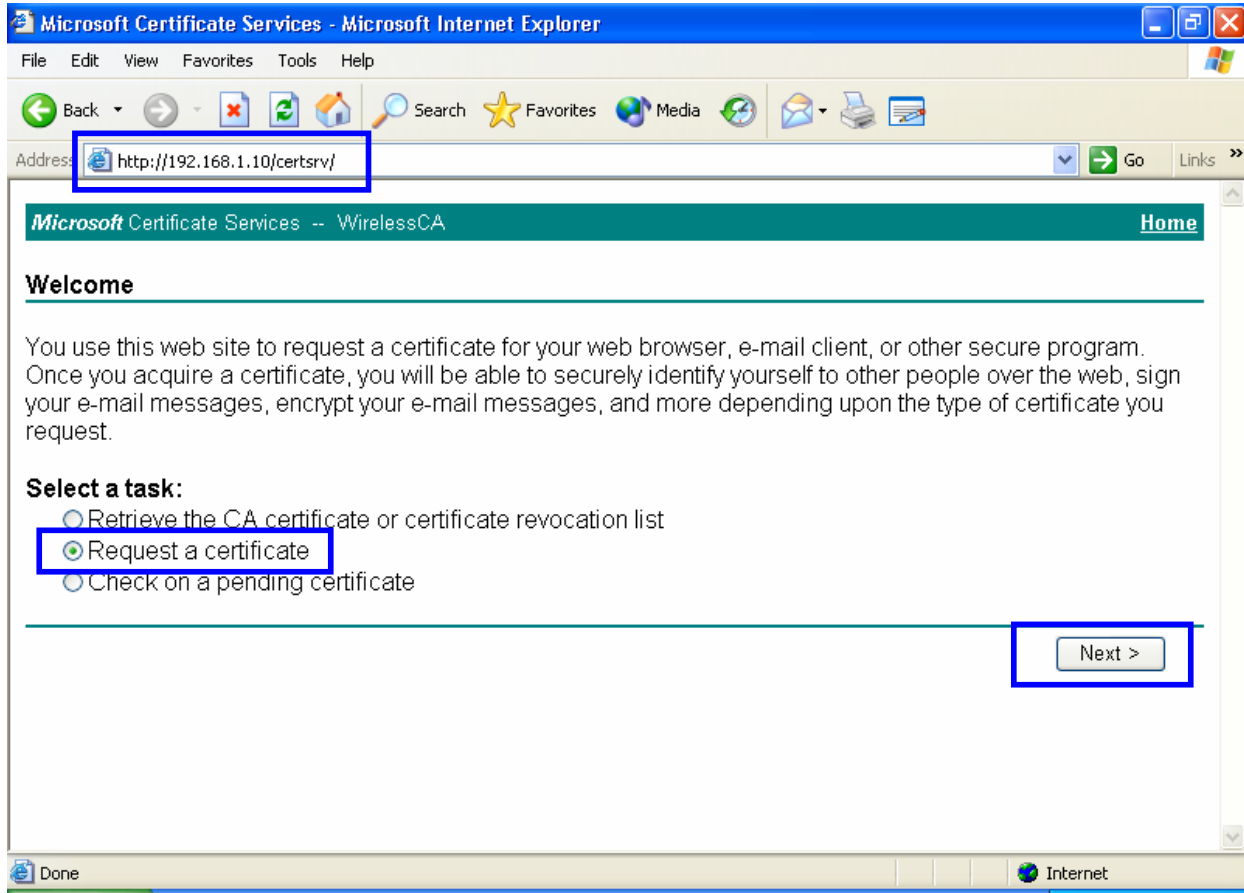 Microsoft Certificate Services - Microsoft Internet Explorer
File Edit View Favorites Tools Help
Back Search Favorites Media
Address http://192.168.1.10/certsrv/ Go Links »
Microsoft Certificate Services -- WirelessCA Home
Welcome
You use this web site to request a certificate for your web browser, e-mail client, or other secure program.
Once you acquire a certificate, you will be able to securely identify yourself to other people over the web, sign
your e-mail messages, encrypt your e-mail messages, and more depending upon the type of certificate you
request.
Select a task:
Retrieve the CA certificate or certificate revocation list
Request a certificate
Check on a pending certificate
Next >
Done Internet